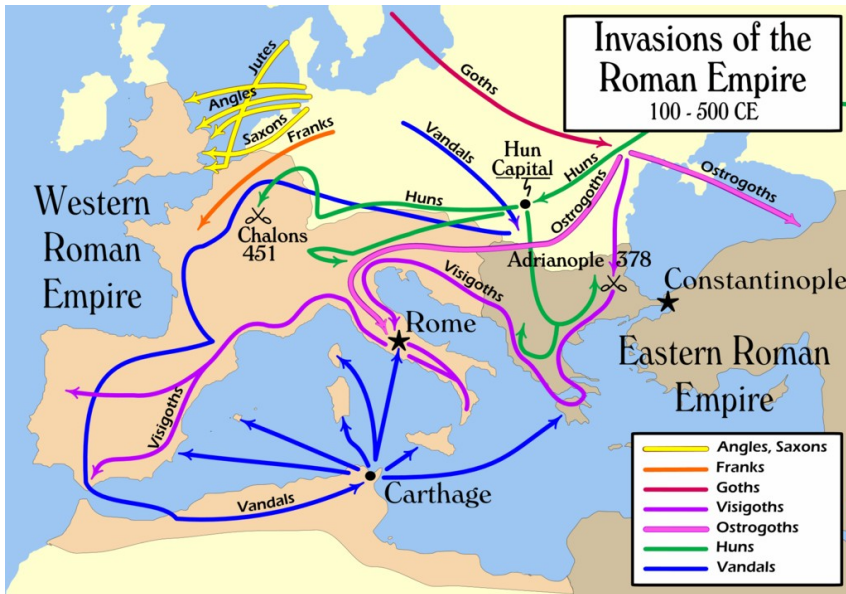 Invasions of the
Roman Empire
100 - 500 CE
Jutes
Angles
Saxons
Franks
Goths
Vandals
Hun
Capital
Huns
Ostrogoths
Ostrogoths
Huns
Western
Roman
Empire
Chalons
451
Adrianople 378
Visigoths
Constantinople
Rome
Eastern Roman
Empire
Visigoths
Vandals
Carthage
Angles, Saxons
Franks
Goths
Visigoths
Ostrogoths
Huns
Vandals